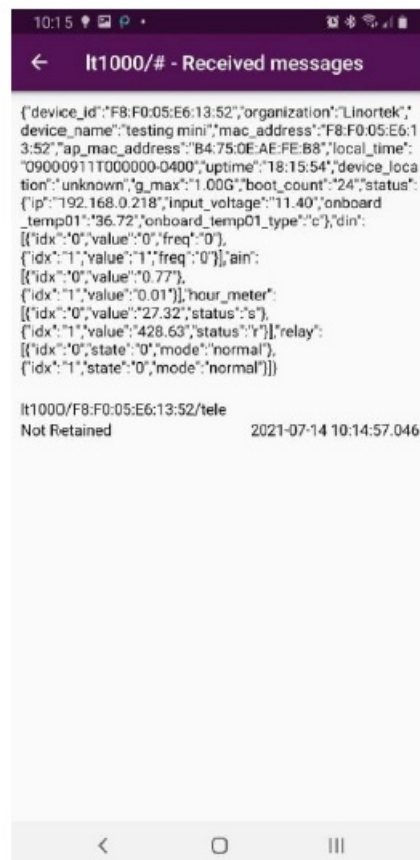 10:15
lt1000/# - Received messages
{"device_id":"F8:F0:05:E6:13:52","organization":"Linortek","
device_name":"testing mini","mac_address":"F8:F0:05:E6:1
3:52","ap_mac_address":"B4:75:0E:AE:FE:B8","local_time":
"09000911T000000-0400","uptime":"18:15:54","device_loca
tion":"unknown","g_max":"1.00G","boot_count":"24","status":
{"ip":"192.168.0.218","input_voltage":"11.40","onboard
_temp01":"36.72","onboard_temp01_type":"c"},"din":
[{"idx":"0","value":"0","freq":"0"},
{"idx":"1","value":"1","freq":"0"}],"ain":
[{"idx":"0","value":"0.77"},
{"idx":"1","value":"0.01"}],"hour_meter":
[{"idx":"0","value":"27.32","status":"s"},
{"idx":"1","value":"428.63","status":"r"}],"relay":
[{"idx":"0","state":"0","mode":"normal"},
{"idx":"1","state":"0","mode":"normal"}]}
lt1000/F8:F0:05:E6:13:52/tele
Not Retained 2021-07-14 10:14:57.046